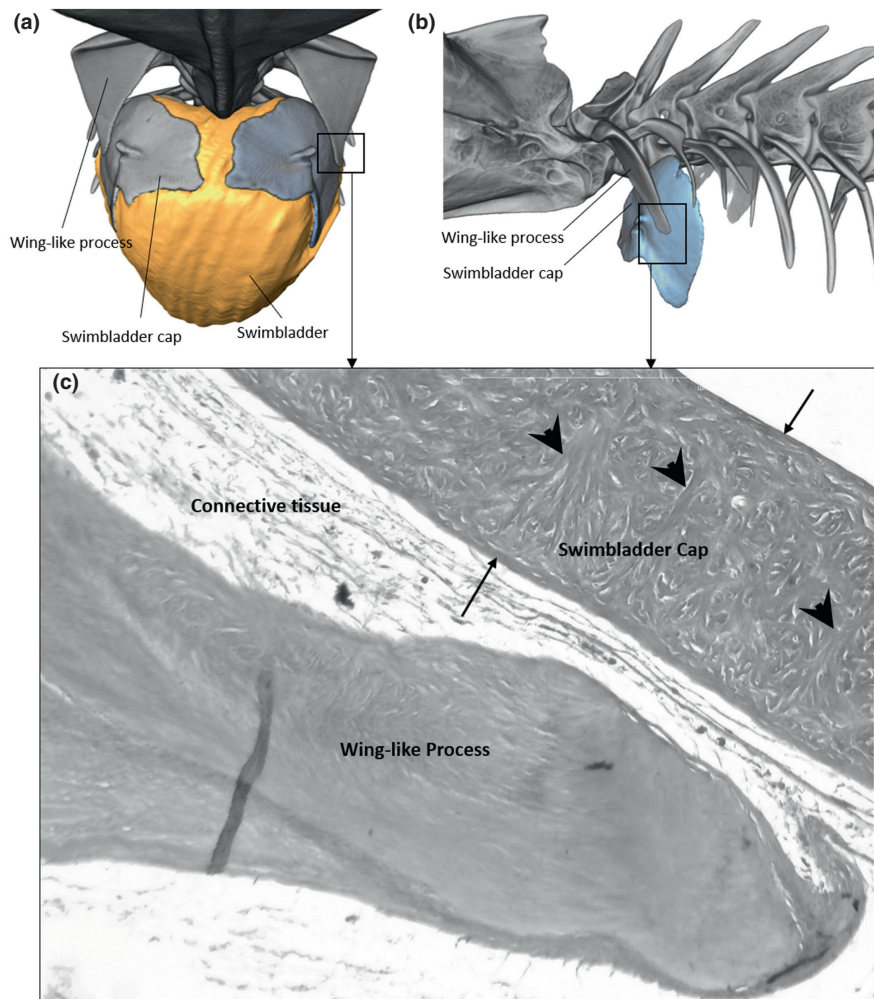 (a)
(b)
Wing-like process
Swimbladder cap
Swimbladder
Wing-like process
Swimbladder cap
(c)
Connective tissue
Swimbladder Cap
Wing-like Process